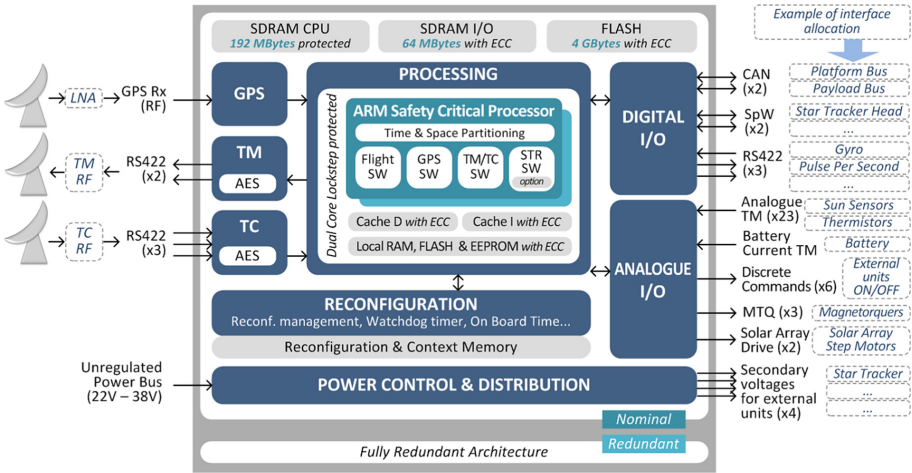 SDRAM CPU
192 MBytes protected
SDRAM I/O
64 MBytes with ECC
FLASH
4 GBytes with ECC
Example of interface
allocation
LNA
GPS Rx
(RF)
GPS
TM
RF
RS422
(x2)
TM
AES
TC
RF
RS422
(x3)
TC
AES
PROCESSING
Dual Core Lockstep protected
ARM Safety Critical Processor
Time & Space Partitioning
Flight
SW
GPS
SW
TM/TC
SW
STR
SW
option
Cache D with ECC
Cache I with ECC
Local RAM, FLASH & EEPROM with ECC
DIGITAL
I/O
CAN
(x2)
Platform Bus
Payload Bus
SpW
(x2)
Star Tracker Head
...
RS422
(x3)
Gyro
Pulse Per Second
...
ANALOGUE
I/O
Analogue
TM (x23)
Sun Sensors
Thermistors
Battery
Current TM
Battery
Discrete
Commands (x6)
External
units
ON/OFF
MTQ (x3)
Magnetorquers
Solar Array
Drive (x2)
Solar Array
Step Motors
RECONFIGURATION
Reconf. management, Watchdog timer, On Board Time...
Reconfiguration & Context Memory
Unregulated
Power Bus
(22V – 38V)
POWER CONTROL & DISTRIBUTION
Secondary
voltages
for external
units (x4)
Star Tracker
...
...
Nominal
Redundant
Fully Redundant Architecture